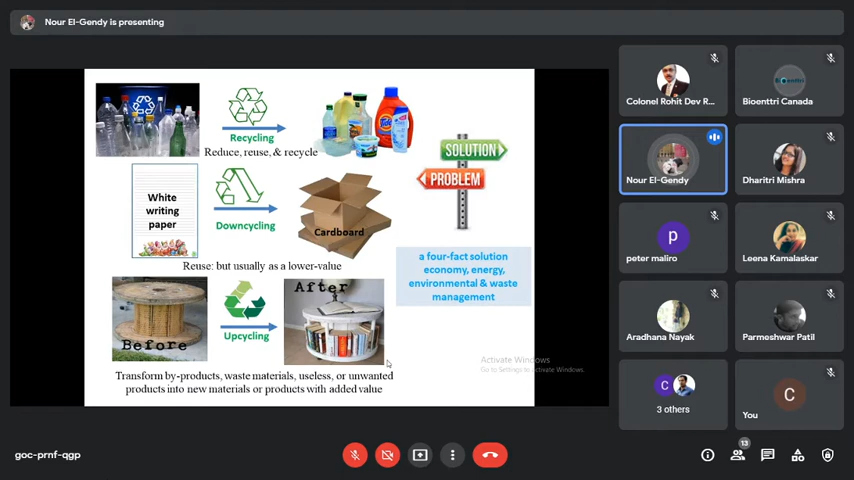 Nour El-Gendy is presenting
Recycling
Reduce, reuse, & recycle
White
writing
paper
Downcycling
Cardboard
Reuse: but usually as a lower-value
Before
Upcycling
After
Transform by-products, waste materials, useless, or unwanted
products into new materials or products with added value
SOLUTION
PROBLEM
a four-fact solution
economy, energy,
environmental & waste
management
Activate Windows
Go to Settings to activate Windows.
Tide
Colonel Rohit Dev R...
Bioenttri Canada
Nour El-Gendy
Dharitri Mishra
p
peter maliro
Leena Kamalaskar
Aradhana Nayak
Parmeshwar Patil
C
3 others
C
You
goc-prnf-qgp
13